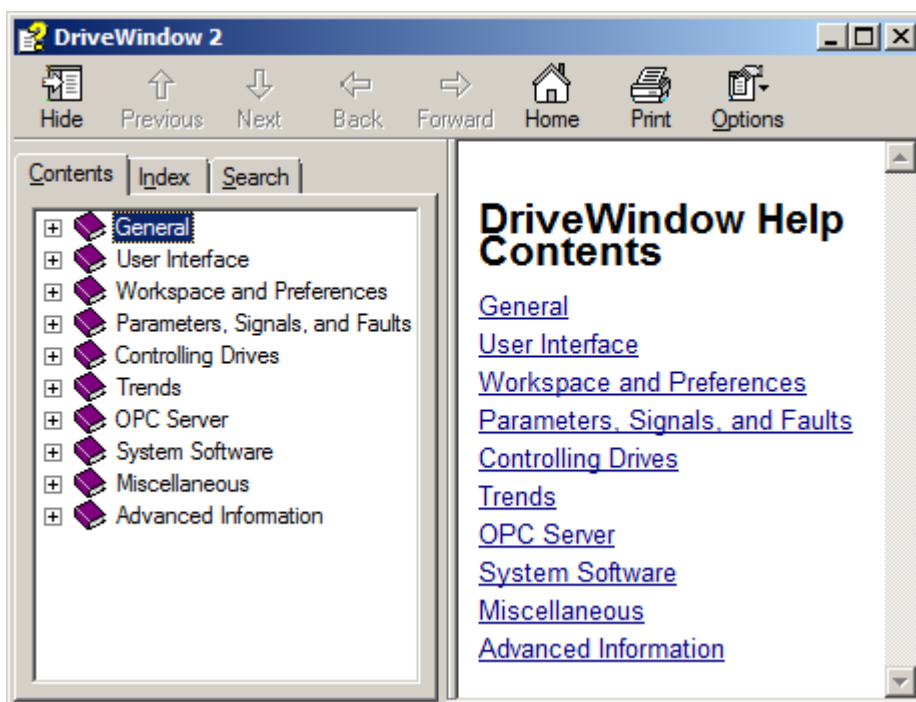 DriveWindow 2
Hide Previous Next Back Forward Home Print Options
Contents Index Search
General
User Interface
Workspace and Preferences
Parameters, Signals, and Faults
Controlling Drives
Trends
OPC Server
System Software
Miscellaneous
Advanced Information
DriveWindow Help
Contents
General
User Interface
Workspace and Preferences
Parameters, Signals, and Faults
Controlling Drives
Trends
OPC Server
System Software
Miscellaneous
Advanced Information